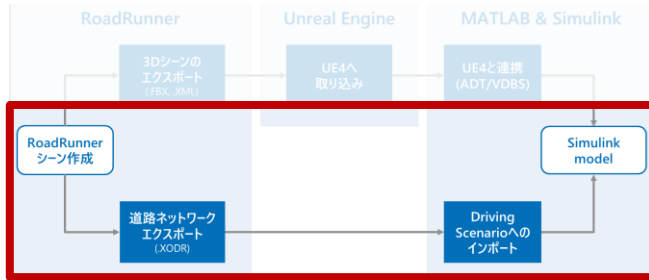 RoadRunner
Unreal Engine
MATLAB & Simulink
3Dシーンの
エクスポート
(.FBX, .XML)
UE4へ
取り込み
UE4と連携
(ADT/VDBS)
RoadRunner
シーン作成
Simulink
model
道路ネットワーク
エクスポート
(.XODR)
Driving
Scenarioへの
インポート